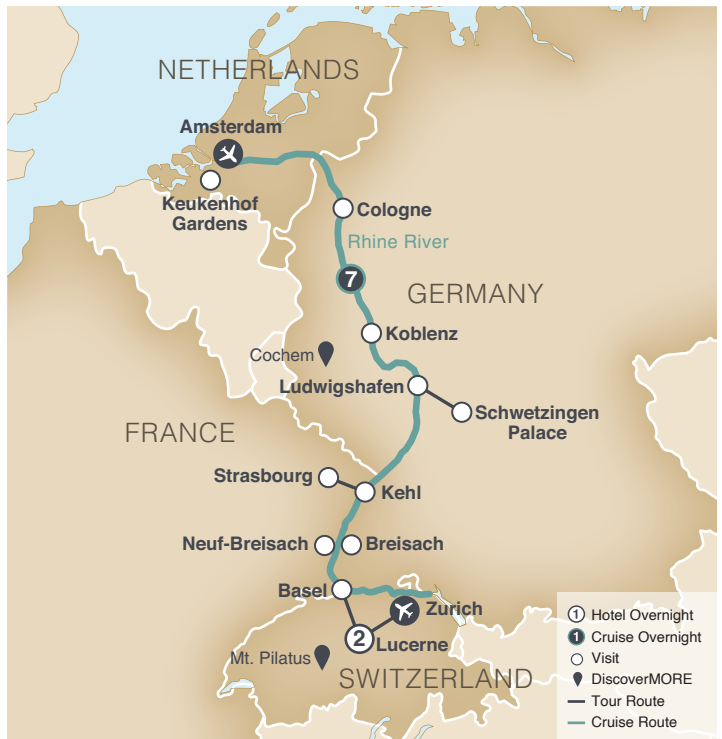 NETHERLANDS
Amsterdam
Keukenhof
Gardens
Cologne
Rhine River
7
GERMANY
Koblenz
Cochem
Ludwigshafen
Schwetzingen
Palace
FRANCE
Strasbourg
Kehl
Neuf-Breisach
Breisach
Basel
Zurich
2
Lucerne
Mt. Pilatus
SWITZERLAND
1 Hotel Overnight
1 Cruise Overnight
Visit
DiscoverMORE
Tour Route
Cruise Route